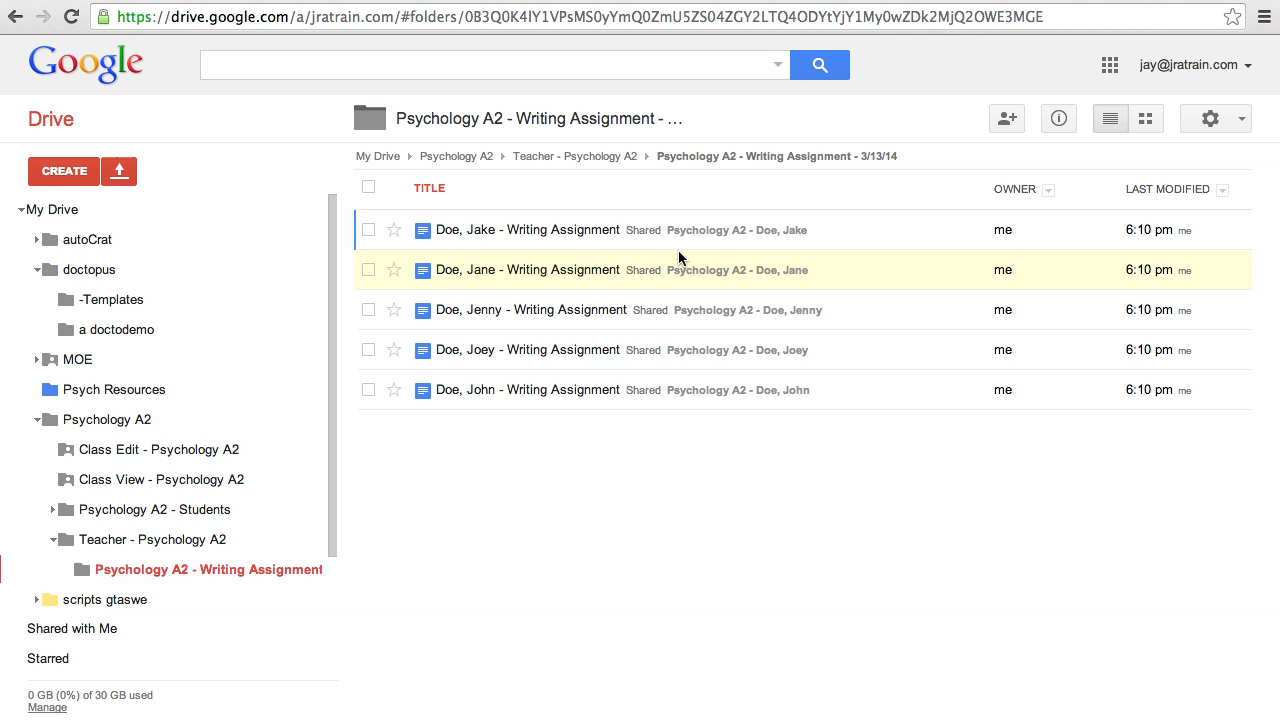 https://drive.google.com/a/jratrain.com/#folders/0B3Q0K4lY1VPsMS0yYmQ0ZmU5ZS04ZGY2LTQ4ODYtYjY1My0wZDk2MjQ2OWE3MGE
Google
jay@jratrain.com
Drive
Psychology A2 - Writing Assignment - ...
CREATE
My Drive Psychology A2 Teacher - Psychology A2 Psychology A2 - Writing Assignment - 3/13/14
TITLE OWNER LAST MODIFIED
Doe, Jake - Writing Assignment Shared Psychology A2 - Doe, Jake me 6:10 pm me
Doe, Jane - Writing Assignment Shared Psychology A2 - Doe, Jane me 6:10 pm me
Doe, Jenny - Writing Assignment Shared Psychology A2 - Doe, Jenny me 6:10 pm me
Doe, Joey - Writing Assignment Shared Psychology A2 - Doe, Joey me 6:10 pm me
Doe, John - Writing Assignment Shared Psychology A2 - Doe, John me 6:10 pm me
My Drive
autoCrat
doctopus
-Templates
a doctodemo
MOE
Psych Resources
Psychology A2
Class Edit - Psychology A2
Class View - Psychology A2
Psychology A2 - Students
Teacher - Psychology A2
Psychology A2 - Writing Assignment
scripts gtaswe
Shared with Me
Starred
0 GB (0%) of 30 GB used
Manage